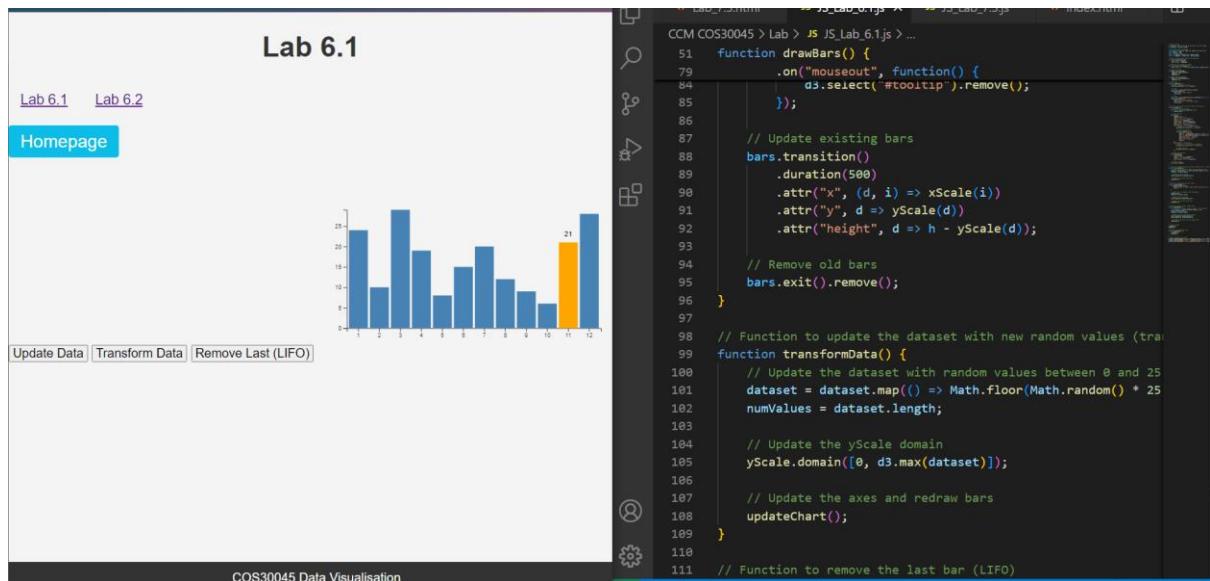 Lab 6.1
Lab 6.1 Lab 6.2
Homepage
25
20
15
10
5
0
21
1 2 3 4 5 6 7 8 9 10 11 12
Update Data Transform Data Remove Last (LIFO)
COS30045 Data Visualisation
Lab_7.5.html JS JS_Lab_6.1.js × JS JS_Lab_7.5.js index.html
CCM COS30045 > Lab > JS JS_Lab_6.1.js > ...
51 function drawBars() {
79 .on("mouseout", function() {
84 d3.select("#tooltip").remove();
85 });
86
87 // Update existing bars
88 bars.transition()
89 .duration(500)
90 .attr("x", (d, i) => xScale(i))
91 .attr("y", d => yScale(d))
92 .attr("height", d => h - yScale(d));
93
94 // Remove old bars
95 bars.exit().remove();
96 }
97
98 // Function to update the dataset with new random values (tra
99 function transformData() {
100 // Update the dataset with random values between 0 and 25
101 dataset = dataset.map(() => Math.floor(Math.random() * 25
102 numValues = dataset.length;
103
104 // Update the yScale domain
105 yScale.domain([0, d3.max(dataset)]);
106
107 // Update the axes and redraw bars
108 updateChart();
109 }
110
111 // Function to remove the last bar (LIFO)